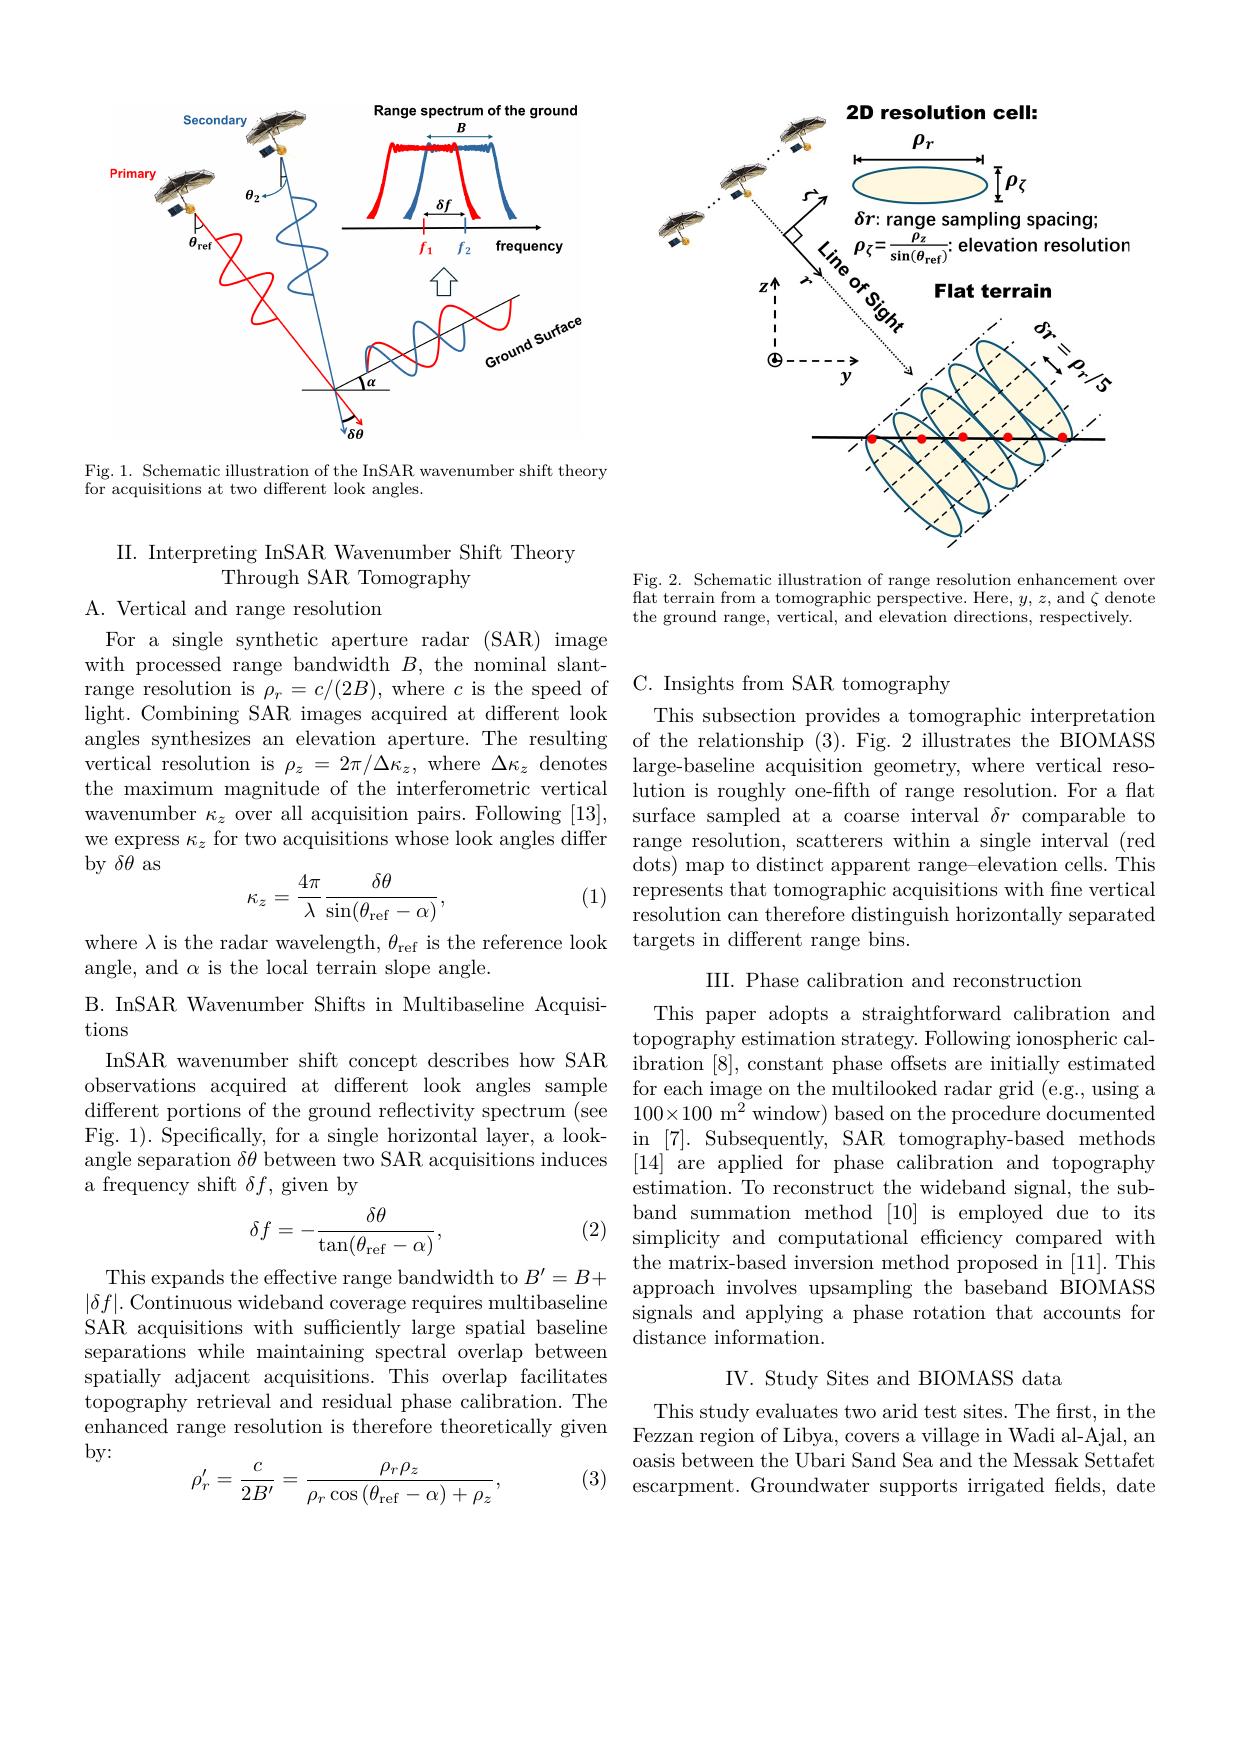 Range spectrum of the ground
Secondary
B
Primary
θ₂
θ_ref
δf
f₁ f₂ frequency
Ground Surface
α
δθ
Fig. 1. Schematic illustration of the InSAR wavenumber shift theory
for acquisitions at two different look angles.
II. Interpreting InSAR Wavenumber Shift Theory
Through SAR Tomography
A. Vertical and range resolution
For a single synthetic aperture radar (SAR) image
with processed range bandwidth B, the nominal slant-
range resolution is ρ_r = c/(2B), where c is the speed of
light. Combining SAR images acquired at different look
angles synthesizes an elevation aperture. The resulting
vertical resolution is ρ_z = 2π/Δκ_z, where Δκ_z denotes
the maximum magnitude of the interferometric vertical
wavenumber κ_z over all acquisition pairs. Following [13],
we express κ_z for two acquisitions whose look angles differ
by δθ as
κ_z = 4π/λ δθ/sin(θ_ref − α), (1)
where λ is the radar wavelength, θ_ref is the reference look
angle, and α is the local terrain slope angle.
B. InSAR Wavenumber Shifts in Multibaseline Acquisi-
tions
InSAR wavenumber shift concept describes how SAR
observations acquired at different look angles sample
different portions of the ground reflectivity spectrum (see
Fig. 1). Specifically, for a single horizontal layer, a look-
angle separation δθ between two SAR acquisitions induces
a frequency shift δf, given by
δf = − δθ/tan(θ_ref − α), (2)
This expands the effective range bandwidth to B′ = B+
|δf|. Continuous wideband coverage requires multibaseline
SAR acquisitions with sufficiently large spatial baseline
separations while maintaining spectral overlap between
spatially adjacent acquisitions. This overlap facilitates
topography retrieval and residual phase calibration. The
enhanced range resolution is therefore theoretically given
by:
ρ′_r = c/2B′ = ρ_rρ_z/(ρ_r cos (θ_ref − α) + ρ_z), (3)
2D resolution cell:
ρ_r
ρ_ζ
δr: range sampling spacing;
ρ_ζ= ρ_z/sin(θ_ref): elevation resolution
ζ
r
Line of Sight
z
y
Flat terrain
δr = ρ_r/5
Fig. 2. Schematic illustration of range resolution enhancement over
flat terrain from a tomographic perspective. Here, y, z, and ζ denote
the ground range, vertical, and elevation directions, respectively.
C. Insights from SAR tomography
This subsection provides a tomographic interpretation
of the relationship (3). Fig. 2 illustrates the BIOMASS
large-baseline acquisition geometry, where vertical reso-
lution is roughly one-fifth of range resolution. For a flat
surface sampled at a coarse interval δr comparable to
range resolution, scatterers within a single interval (red
dots) map to distinct apparent range–elevation cells. This
represents that tomographic acquisitions with fine vertical
resolution can therefore distinguish horizontally separated
targets in different range bins.
III. Phase calibration and reconstruction
This paper adopts a straightforward calibration and
topography estimation strategy. Following ionospheric cal-
ibration [8], constant phase offsets are initially estimated
for each image on the multilooked radar grid (e.g., using a
100×100 m² window) based on the procedure documented
in [7]. Subsequently, SAR tomography-based methods
[14] are applied for phase calibration and topography
estimation. To reconstruct the wideband signal, the sub-
band summation method [10] is employed due to its
simplicity and computational efficiency compared with
the matrix-based inversion method proposed in [11]. This
approach involves upsampling the baseband BIOMASS
signals and applying a phase rotation that accounts for
distance information.
IV. Study Sites and BIOMASS data
This study evaluates two arid test sites. The first, in the
Fezzan region of Libya, covers a village in Wadi al-Ajal, an
oasis between the Ubari Sand Sea and the Messak Settafet
escarpment. Groundwater supports irrigated fields, date